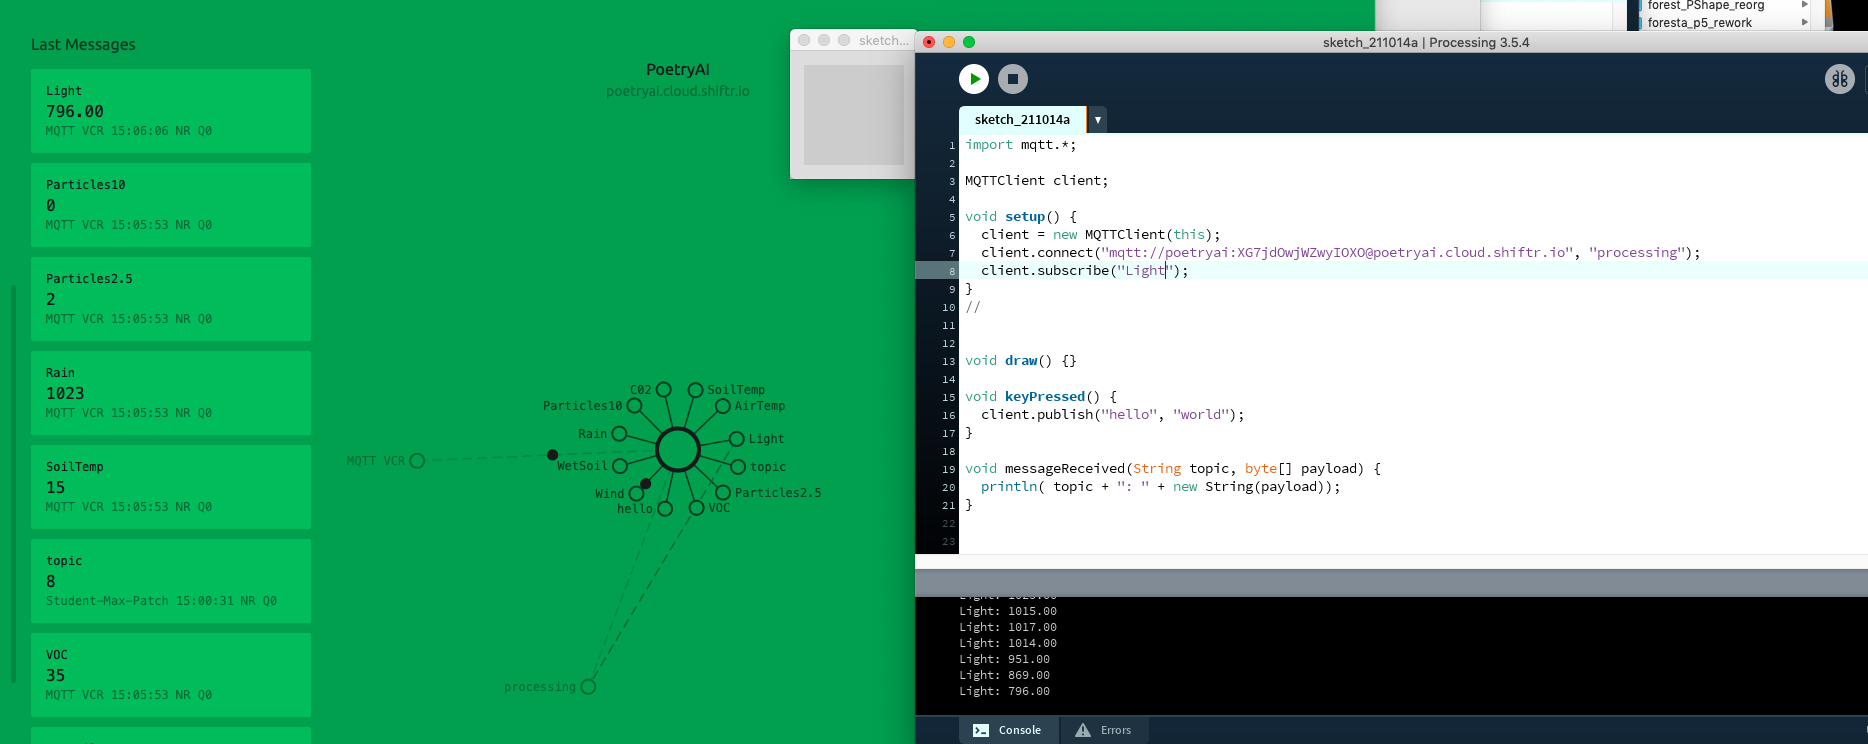 Last Messages
Light
796.00
MQTT VCR 15:06:06 NR Q0
Particles10
0
MQTT VCR 15:05:53 NR Q0
Particles2.5
2
MQTT VCR 15:05:53 NR Q0
Rain
1023
MQTT VCR 15:05:53 NR Q0
SoilTemp
15
MQTT VCR 15:05:53 NR Q0
topic
8
Student-Max-Patch 15:00:31 NR Q0
VOC
35
MQTT VCR 15:05:53 NR Q0
PoetryAI
poetryai.cloud.shiftr.io
C02
SoilTemp
Particles10
AirTemp
Rain
Light
MQTT VCR
WetSoil
topic
Wind
Particles2.5
hello
VOC
processing
sketch...
forest_PShape_reorg
foresta_p5_rework
sketch_211014a | Processing 3.5.4
sketch_211014a
1 import mqtt.*;
2
3 MQTTClient client;
4
5 void setup() {
6 client = new MQTTClient(this);
7 client.connect("mqtt://poetryai:XG7jdOwjWZwyIOXO@poetryai.cloud.shiftr.io", "processing");
8 client.subscribe("Light");
9 }
10 //
11
12
13 void draw() {}
14
15 void keyPressed() {
16 client.publish("hello", "world");
17 }
18
19 void messageReceived(String topic, byte[] payload) {
20 println( topic + ": " + new String(payload));
21 }
22
23
Light: 1015.00
Light: 1017.00
Light: 1014.00
Light: 951.00
Light: 869.00
Light: 796.00
Console
Errors